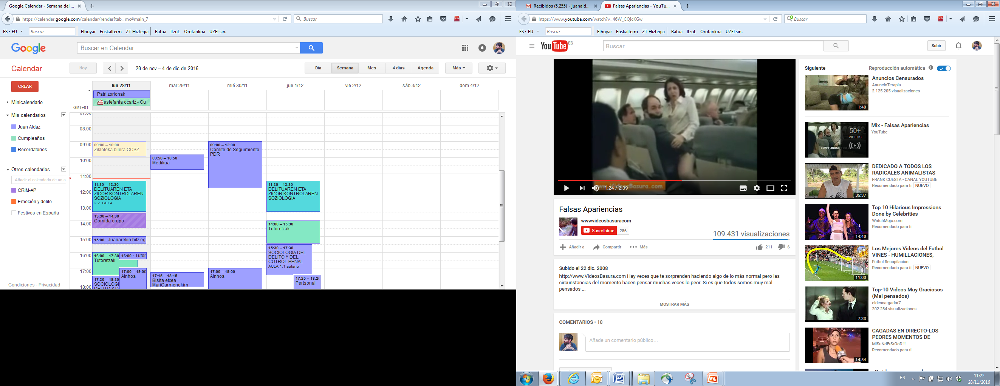 Google Calendar - Semana del ...
https://calendar.google.com/calendar/render?tab=mc#main_7
Buscar
ES ▸ EU
Buscar
Elhuyar Euskalterm ZT Hiztegia Batua ItzuL Orotarikoa UZEI sin.
Google
Buscar en Calendar
Calendar
Hoy
28 de nov – 4 de dic de 2016
Día Semana Mes 4 días Agenda Más
CREAR
Minicalendario
Mis calendarios
Juan Aldaz
Cumpleaños
Recordatorios
Otros calendarios
Añadir el calendario de un a
CRIM-AP
Emoción y delito
Festivos en España
Condiciones - Privacidad
lun 28/11 mar 29/11 mié 30/11 jue 1/12 vie 2/12 sáb 3/12 dom 4/12
Patri zorionak
estefania ocariz - Cu
GMT+01
07:00
08:00
09:00
10:00
11:00
12:00
13:00
14:00
15:00
16:00
17:00
18:00
09:00 – 10:00
Zikloteka bilera CCSZ
11:30 – 13:30
DELITUAREN ETA
ZIGOR KONTROLAREN
SOZIOLOGIA
2.2. GELA
13:30 – 14:30
Comida grupo
15:00 - Juanarekin hitz eg
16:00 – 17:30
Tutoretzak
16:00 - Tutor
17:00 – 19:00
Ainhoa
17:30 – 19:30
SOCIOLOGI
DELITO Y D
09:50 – 10:50
Medikua
17:15 – 18:15
Bisita etxea
MariCarmenekim
09:00 – 12:00
Comite de Seguimiento
PDR
17:00 – 19:00
Ainhoa
11:30 – 13:30
DELITUAREN ETA
ZIGOR KONTROLAREN
SOZIOLOGIA
14:00 – 15:30
Tutoretzak
15:30 – 17:30
SOCIOLOGIA DEL
DELITO Y DEL
COTROL PENAL
AULA 1.1 aulario
17:25 – 18:25
Pertsonal
Recibidos (5.255) - juanald...
Falsas Apariencias - YouTu...
https://www.youtube.com/watch?v=46W_CQIcKGw
Buscar
ES ▸ EU
Buscar
Elhuyar Euskalterm ZT Hiztegia Batua ItzuL Orotarikoa UZEI sin.
YouTube ES
Buscar
Subir
www.VideosBasura.com
1:24 / 2:39
Falsas Apariencias
wwwvideosbasuracom
Suscribirse 286
109.431 visualizaciones
Añadir a Compartir Más
211 6
Subido el 22 dic. 2008
http://www.VideosBasura.com Hay veces que te sorprenden haciendo algo de lo más normal pero las
circunstancias del momento hacen pensar muchas veces lo peor. Si es que todos somos muy mal
pensados ...
MOSTRAR MÁS
COMENTARIOS • 18
Añade un comentario público...
Siguiente
Reproducción automática
Anuncios Censurados
AnuncioTerapia
2.125.205 visualizaciones
1:40
Mix - Falsas Apariencias
YouTube
50+
VÍDEOS
DON'T JUDGE TOO
DEDICADO A TODOS LOS
RADICALES ANIMALISTAS
FRANK CUESTA - CANAL YOUTUBE
Recomendado para ti NUEVO
35:37
Top 10 Hilarious Impressions
Done by Celebrities
WatchMojo.com
Recomendado para ti
14:40
Los Mejores Videos del Futbol
VINES - HUMILLACIONES,
Futbol Recopilacion
Recomendado para ti NUEVO
11:03
Top-10 Videos Muy Graciosos
(Mal pensados)
eldescargador7
202.234 visualizaciones
7:33
CAGADAS EN DIRECTO-LOS
PEORES MOMENTOS DE
MiSuNdErStOoD !!
Recomendado para ti
14:54
ES
11:22
28/11/2016